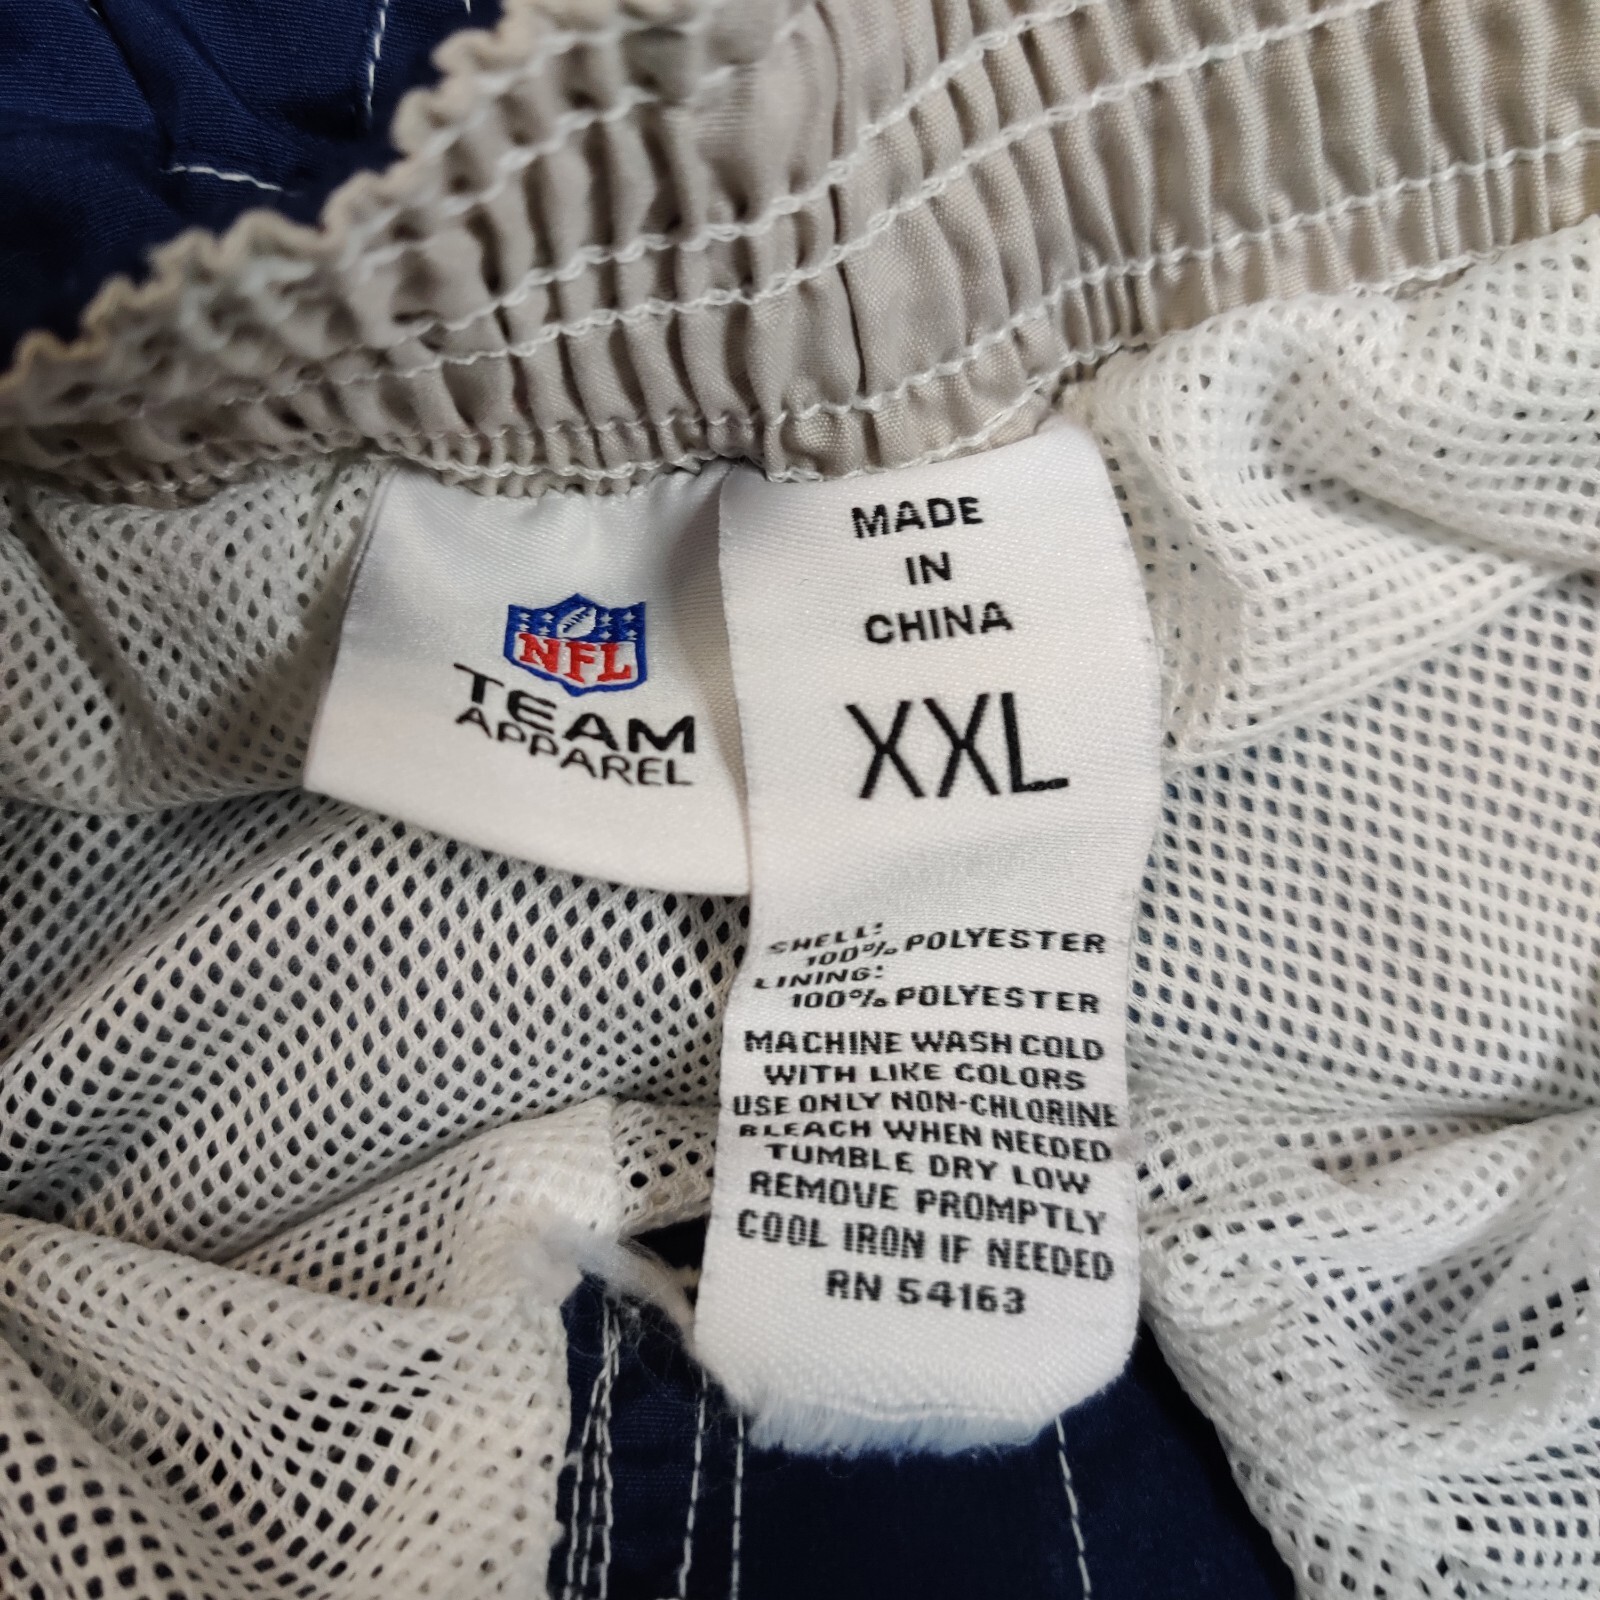 NFL
TEAM
APPAREL
MADE
IN
CHINA
XXL
SHELL:
100% POLYESTER
LINING:
100% POLYESTER
MACHINE WASH COLD
WITH LIKE COLORS
USE ONLY NON-CHLORINE
BLEACH WHEN NEEDED
TUMBLE DRY LOW
REMOVE PROMPTLY
COOL IRON IF NEEDED
RN 54163